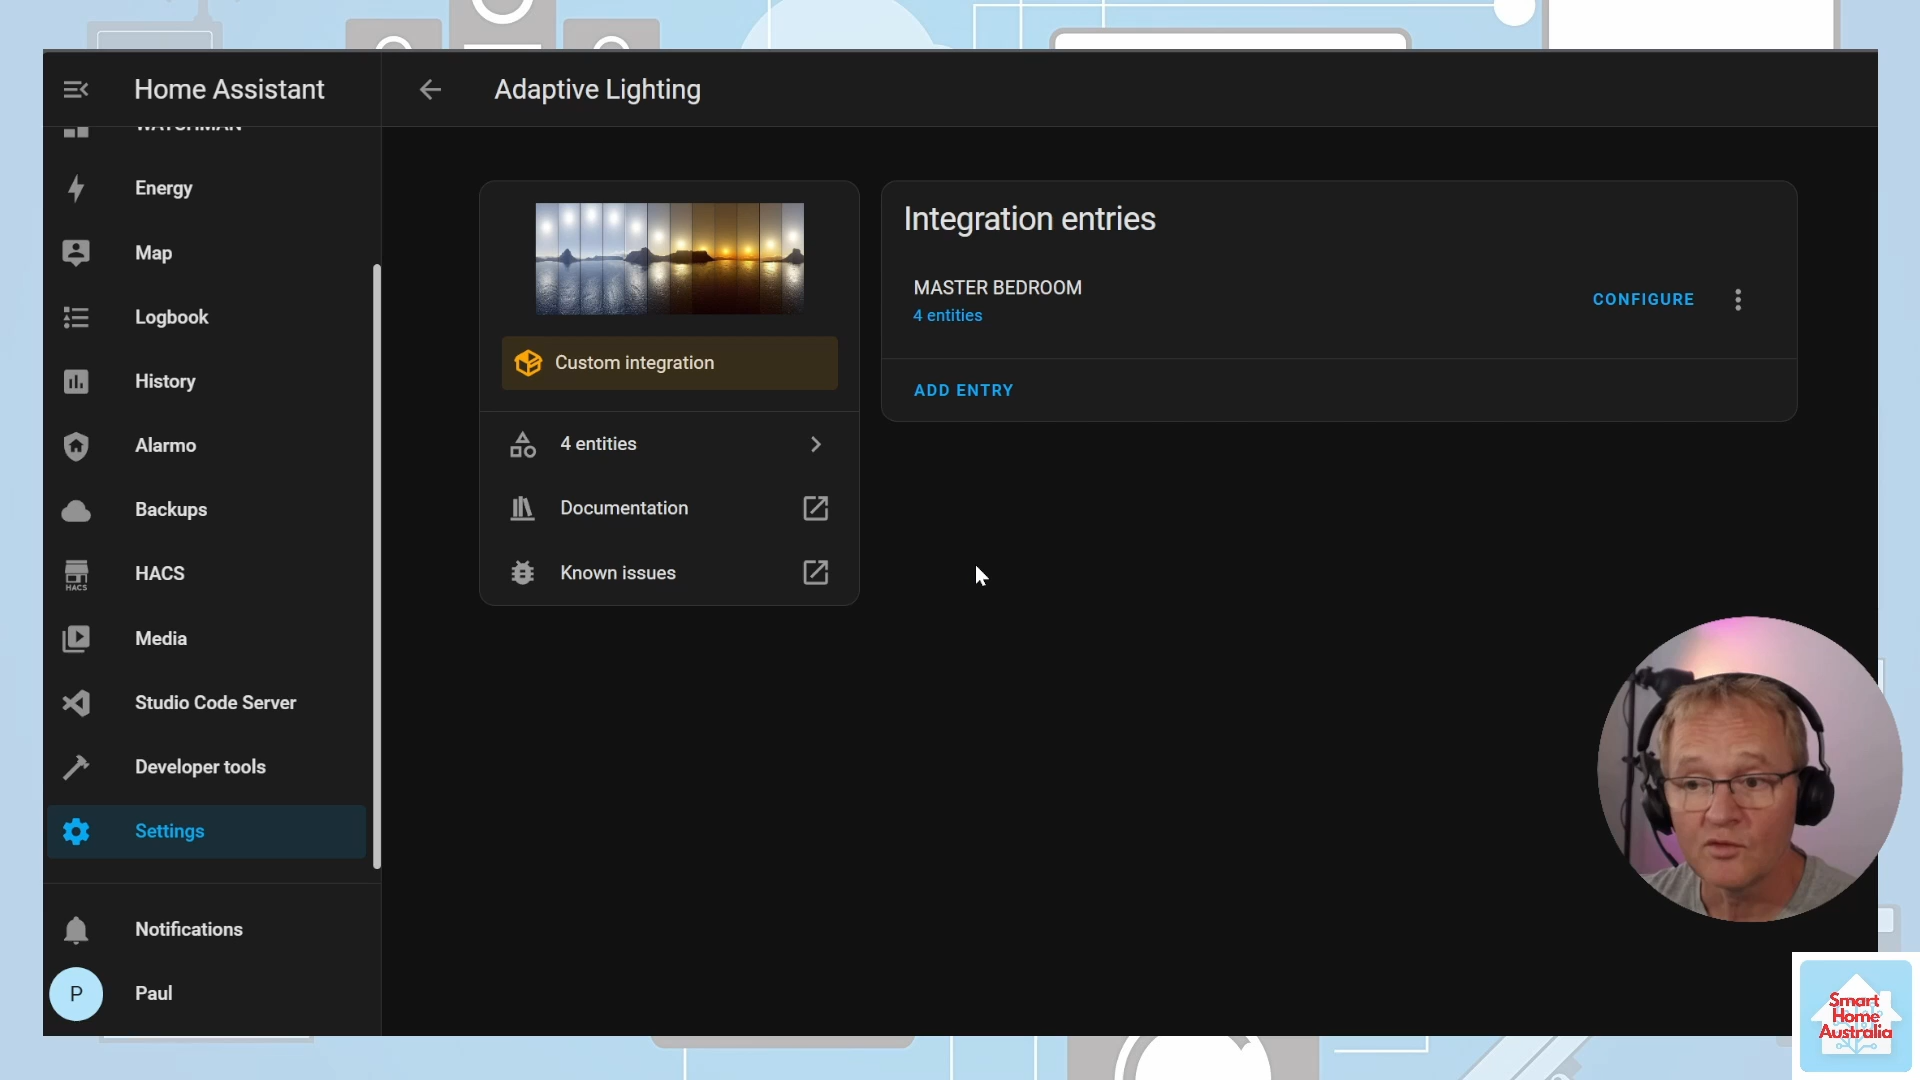 Home Assistant
Adaptive Lighting
WATCHMAN
Energy
Map
Logbook
History
Alarmo
Backups
HACS
HACS
Media
Studio Code Server
Developer tools
Settings
Notifications
P
Paul
Custom integration
4 entities
Documentation
Known issues
Integration entries
MASTER BEDROOM
4 entities
CONFIGURE
ADD ENTRY
Smart
Home
Australia